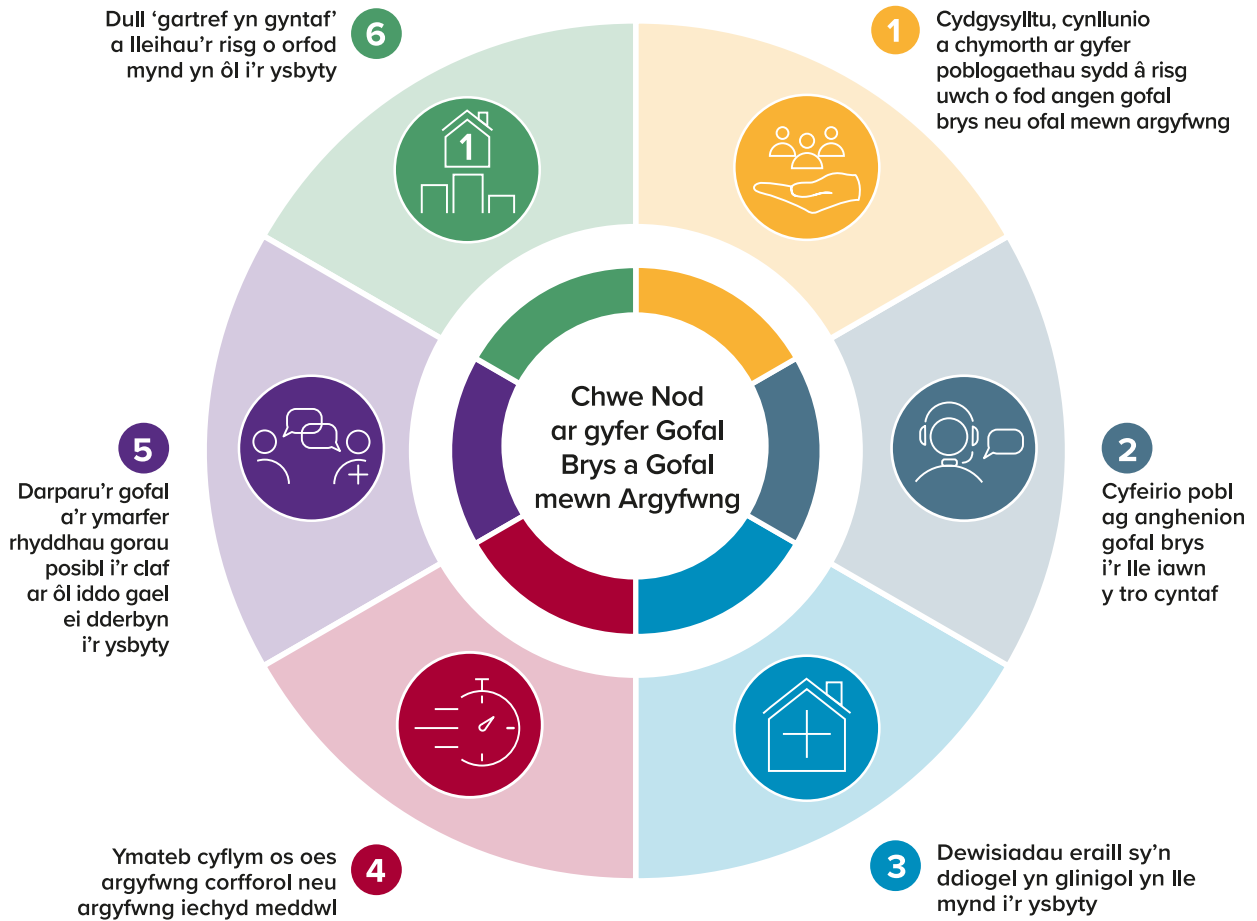 Chwe Nod
ar gyfer Gofal
Brys a Gofal
mewn Argyfwng
1
Cydgysylltu, cynllunio
a chymorth ar gyfer
poblogaethau sydd â risg
uwch o fod angen gofal
brys neu ofal mewn argyfwng
2
Cyfeirio pobl
ag anghenion
gofal brys
i'r lle iawn
y tro cyntaf
3
Dewisiadau eraill sy'n
ddiogel yn glinigol yn lle
mynd i'r ysbyty
4
Ymateb cyflym os oes
argyfwng corfforol neu
argyfwng iechyd meddwl
5
Darparu'r gofal
a'r ymarfer
rhyddhau gorau
posibl i'r claf
ar ôl iddo gael
ei dderbyn
i'r ysbyty
6
Dull ‘gartref yn gyntaf’
a lleihau'r risg o orfod
mynd yn ôl i'r ysbyty
1